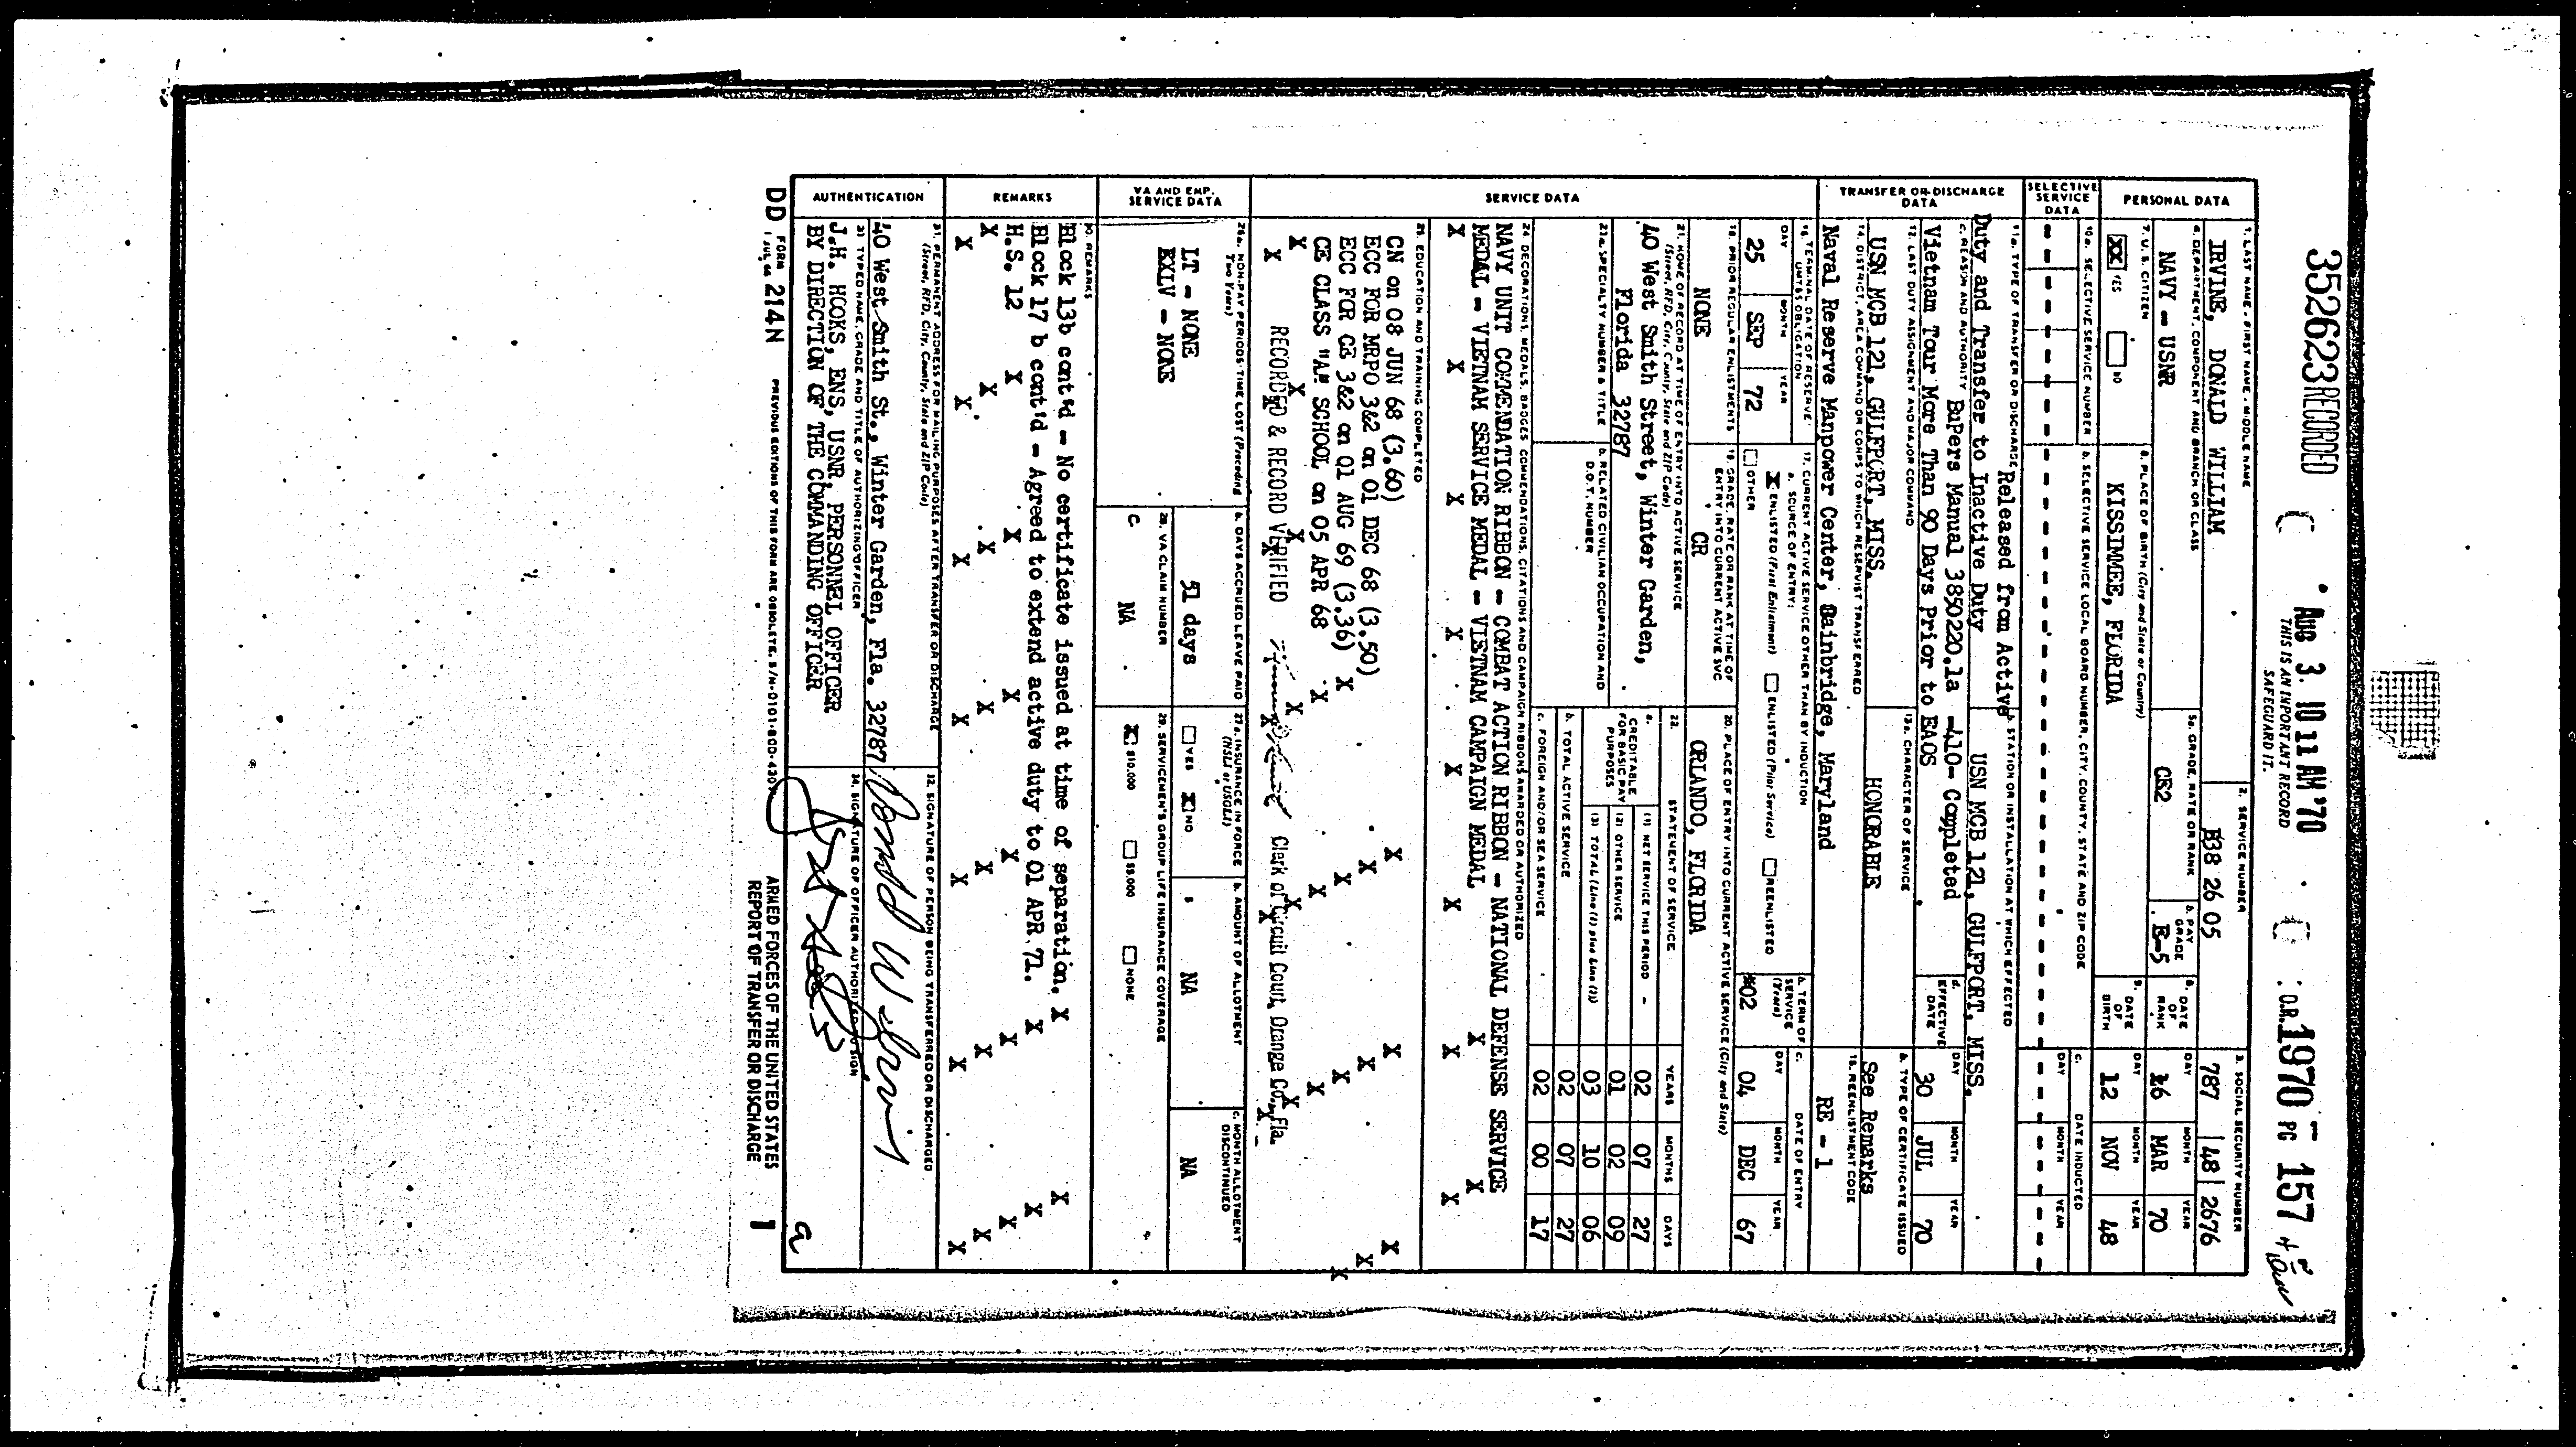 352623 RECORDED
AUG 3 10 11 AM '70
O.R. 1970 PG 157
THIS IS AN IMPORTANT RECORD
SAFEGUARD IT.
PERSONAL DATA
1. LAST NAME - FIRST NAME - MIDDLE NAME
IRVINE, DONALD WILLIAM
2. SERVICE NUMBER
B38 26 05
3. SOCIAL SECURITY NUMBER
787 | 48 | 2676
4. DEPARTMENT, COMPONENT AND BRANCH OR CLASS
NAVY - USNR
5a. GRADE, RATE OR RANK
CE2
b. PAY GRADE
E-5
6. DATE OF RANK
DAY MONTH YEAR
26 MAR 70
7. U.S. CITIZEN
XX YES NO
8. PLACE OF BIRTH (City and State or Country)
KISSIMMEE, FLORIDA
9. DATE OF BIRTH
DAY MONTH YEAR
12 NOV 48
SELECTIVE SERVICE DATA
10a. SELECTIVE SERVICE NUMBER
b. SELECTIVE SERVICE LOCAL BOARD NUMBER, CITY, COUNTY, STATE AND ZIP CODE
c. DATE INDUCTED
DAY MONTH YEAR
TRANSFER OR DISCHARGE DATA
11a. TYPE OF TRANSFER OR DISCHARGE
Released from Active
Duty and Transfer to Inactive Duty
b. STATION OR INSTALLATION AT WHICH EFFECTED
USN MCB 121, GULFPORT, MISS.
c. REASON AND AUTHORITY
BuPers Manual 3850220.1a -410- Completed
Vietnam Tour More Than 90 Days Prior to EAOS
d. EFFECTIVE DATE
DAY MONTH YEAR
30 JUL 70
12. LAST DUTY ASSIGNMENT AND MAJOR COMMAND
USN MCB 121, GULFPORT, MISS.
13a. CHARACTER OF SERVICE
HONORABLE
b. TYPE OF CERTIFICATE ISSUED
See Remarks
14. DISTRICT, AREA COMMAND OR CORPS TO WHICH RESERVIST TRANSFERRED
Naval Reserve Manpower Center, Bainbridge, Maryland
15. REENLISTMENT CODE
RE - 1
16. TERMINAL DATE OF RESERVE/ UMT&S OBLIGATION
DAY MONTH YEAR
25 SEP 72
17. CURRENT ACTIVE SERVICE OTHER THAN BY INDUCTION
a. SOURCE OF ENTRY:
X ENLISTED (First Enlistment) ENLISTED (Prior Service) REENLISTED
OTHER
b. TERM OF SERVICE (Years)
*02
c. DATE OF ENTRY
DAY MONTH YEAR
04 DEC 67
18. PRIOR REGULAR ENLISTMENTS
NONE
19. GRADE, RATE OR RANK AT TIME OF ENTRY INTO CURRENT ACTIVE SVC
CR
20. PLACE OF ENTRY INTO CURRENT ACTIVE SERVICE (City and State)
ORLANDO, FLORIDA
SERVICE DATA
21. HOME OF RECORD AT TIME OF ENTRY INTO ACTIVE SERVICE
(Street, RFD, City, County, State and ZIP Code)
40 West Smith Street, Winter Garden,
Florida 32787
22. STATEMENT OF SERVICE
YEARS MONTHS DAYS
a. CREDITABLE FOR BASIC PAY PURPOSES
(1) NET SERVICE THIS PERIOD 02 07 27
(2) OTHER SERVICE 01 02 09
(3) TOTAL (Line (1) plus Line (2)) 03 10 06
b. TOTAL ACTIVE SERVICE 02 07 27
c. FOREIGN AND/OR SEA SERVICE 02 00 17
23a. SPECIALTY NUMBER & TITLE
b. RELATED CIVILIAN OCCUPATION AND D.O.T. NUMBER
24. DECORATIONS, MEDALS, BADGES, COMMENDATIONS, CITATIONS AND CAMPAIGN RIBBONS AWARDED OR AUTHORIZED
NAVY UNIT COMMENDATION RIBBON - COMBAT ACTION RIBBON - NATIONAL DEFENSE SERVICE
MEDAL - VIETNAM SERVICE MEDAL - VIETNAM CAMPAIGN MEDAL X X
X X X X X X X X
25. EDUCATION AND TRAINING COMPLETED
CN on 08 JUN 68 (3.60) X X X
ECC FOR MRPO 3&2 on 01 DEC 68 (3.50) X X X
ECC FOR CE 3&2 on 01 AUG 69 (3.36) X X X X
CE CLASS "A" SCHOOL on 05 APR 68 X X X
X X X X X X
X RECORDED & RECORD VERIFIED
Clerk of Circuit Court, Orange Co., Fla.
VA AND EMP. SERVICE DATA
26a. NON-PAY PERIODS TIME LOST (Preceding Two Years)
LT - NONE
EXLV - NONE
b. DAYS ACCRUED LEAVE PAID
51 days
27a. INSURANCE IN FORCE (NSLI or USGLI)
YES X NO
b. AMOUNT OF ALLOTMENT
$ NA
c. MONTH ALLOTMENT DISCONTINUED
NA
28. VA CLAIM NUMBER
C NA
29. SERVICEMEN'S GROUP LIFE INSURANCE COVERAGE
X $10,000 $5,000 NONE
REMARKS
30. REMARKS
Block 13b cont'd - No certificate issued at time of separation. X X
Block 17 b cont'd - Agreed to extend active duty to 01 APR 71. X X
H.S. 12 X X X X X X
X X X X X X X
X X X X X X X
AUTHENTICATION
31. PERMANENT ADDRESS FOR MAILING PURPOSES AFTER TRANSFER OR DISCHARGE
(Street, RFD, City, County, State and ZIP Code)
40 West Smith St., Winter Garden, Fla. 32787
32. SIGNATURE OF PERSON BEING TRANSFERRED OR DISCHARGED
Donald W Irvin
33. TYPED NAME, GRADE AND TITLE OF AUTHORIZING OFFICER
J.H. HOOKS, ENS, USNR, PERSONNEL OFFICER
BY DIRECTION OF THE COMMANDING OFFICER
34. SIGNATURE OF OFFICER AUTHORIZED TO SIGN
a
DD FORM 1 JUL 66 214N
PREVIOUS EDITIONS OF THIS FORM ARE OBSOLETE.
ARMED FORCES OF THE UNITED STATES
REPORT OF TRANSFER OR DISCHARGE
1